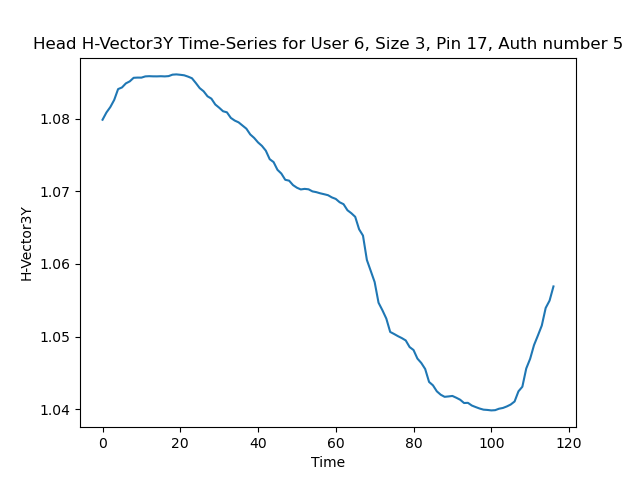 Head H-Vector3Y Time-Series for User 6, Size 3, Pin 17, Auth number 5
1.08
1.07
1.06
1.05
1.04
H-Vector3Y
0 20 40 60 80 100 120
Time